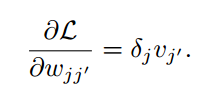 ∂ℒ/∂w_{jj′} = δ_j v_{j′}.